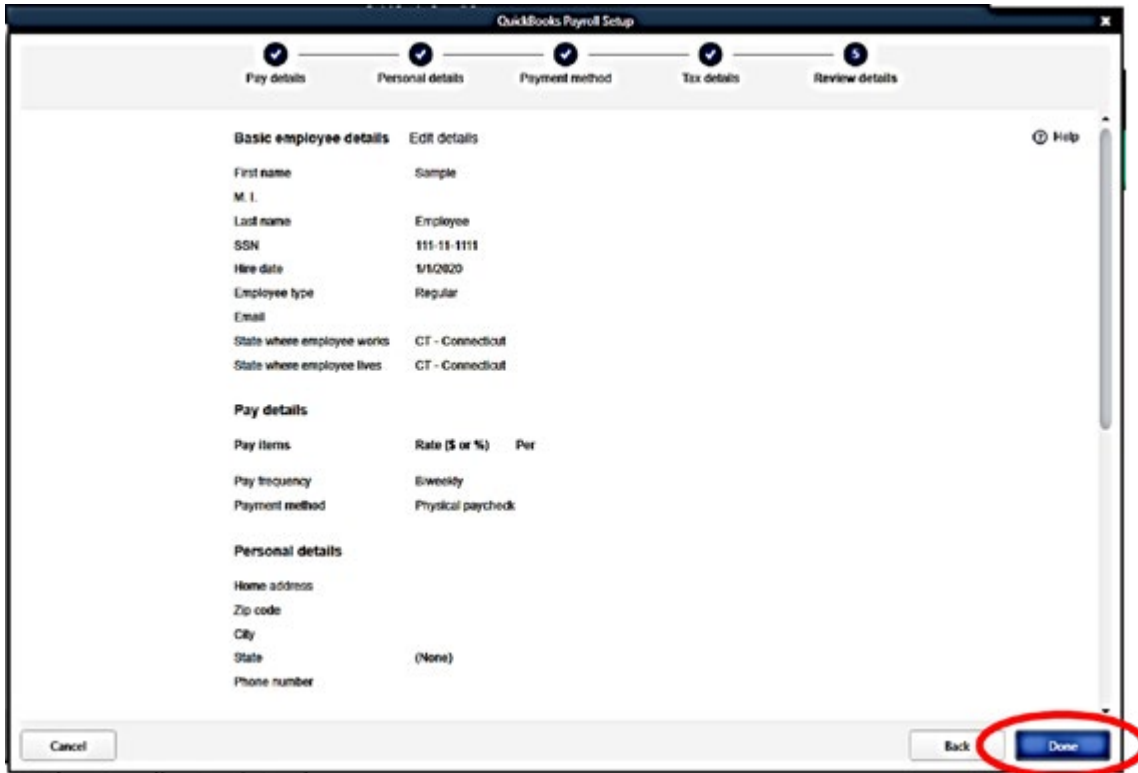 QuickBooks Payroll Setup
Pay details Personal details Payment method Tax details 5 Review details
Basic employee details Edit details
Help
First name Sample
M. I.
Last name Employee
SSN 111-11-1111
Hire date 1/1/2020
Employee type Regular
Email
State where employee works CT - Connecticut
State where employee lives CT - Connecticut
Pay details
Pay items Rate ($ or %) Per
Pay frequency Biweekly
Payment method Physical paycheck
Personal details
Home address
Zip code
City
State (None)
Phone number
Cancel Back Done